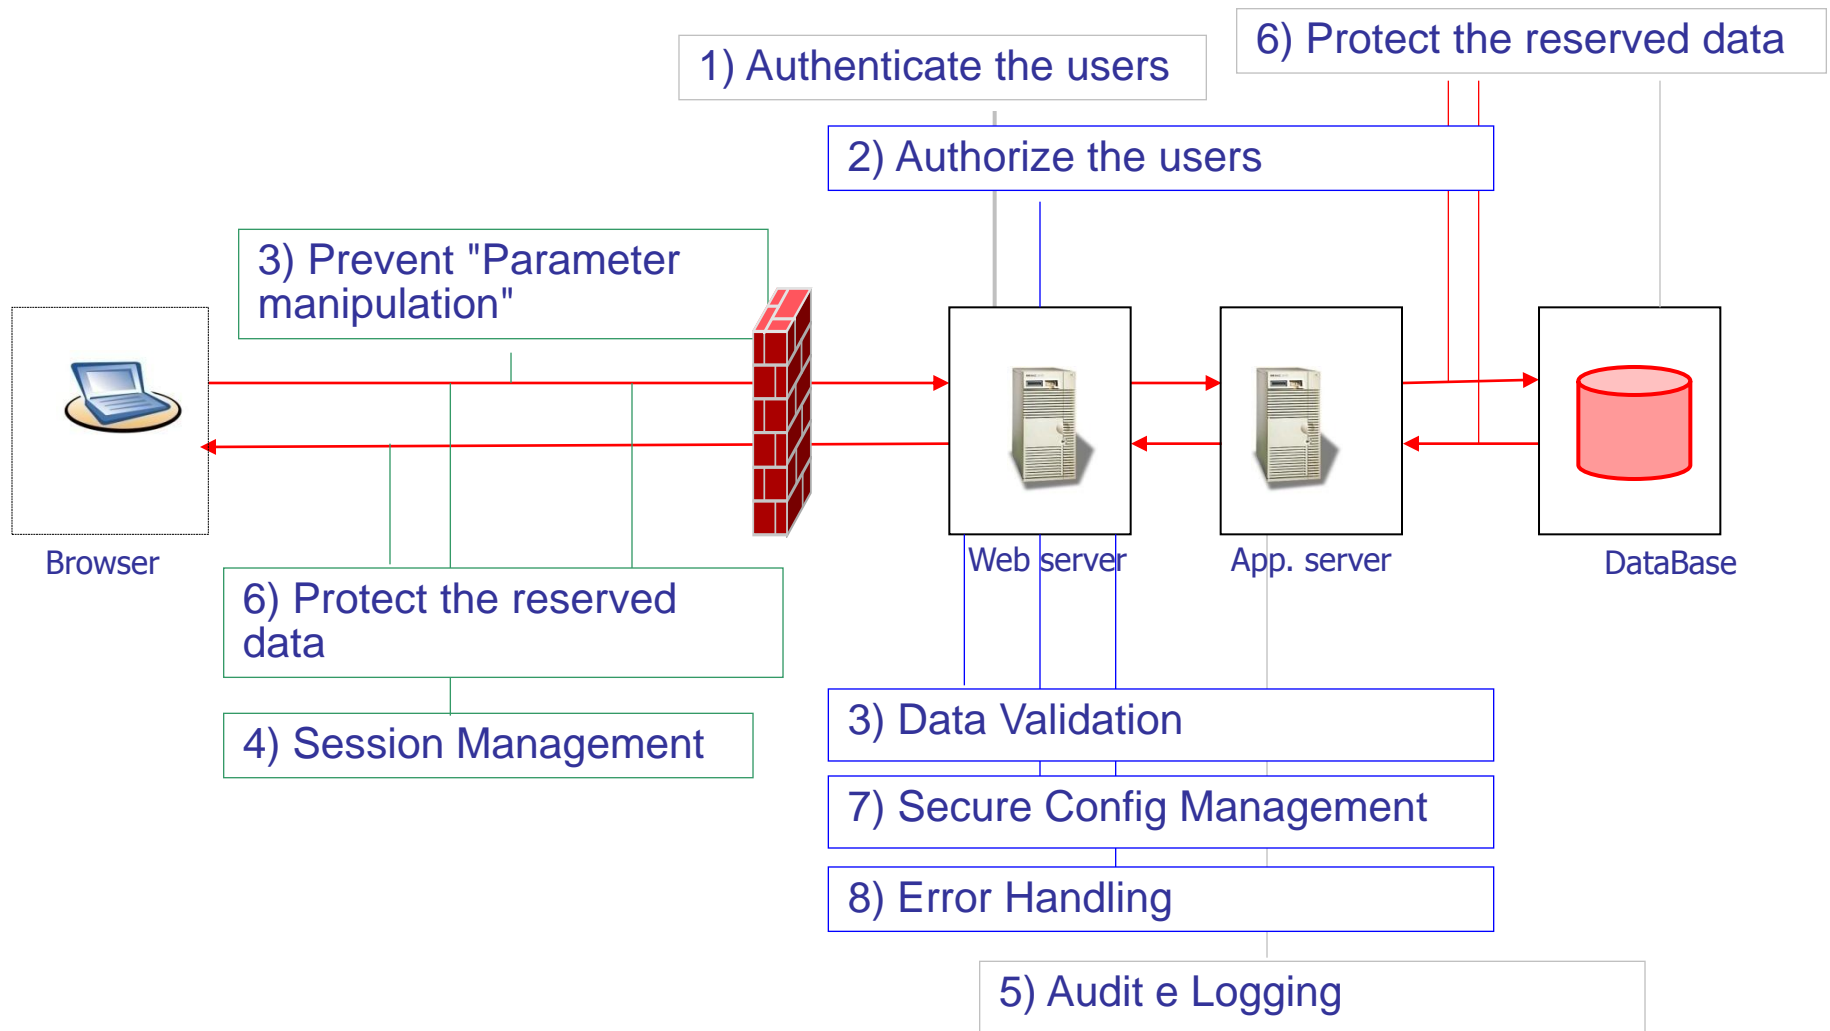 6) Protect the reserved data
1) Authenticate the users
2) Authorize the users
3) Prevent "Parameter
manipulation"
Browser
Web server
App. server
DataBase
6) Protect the reserved
data
4) Session Management
3) Data Validation
7) Secure Config Management
8) Error Handling
5) Audit e Logging